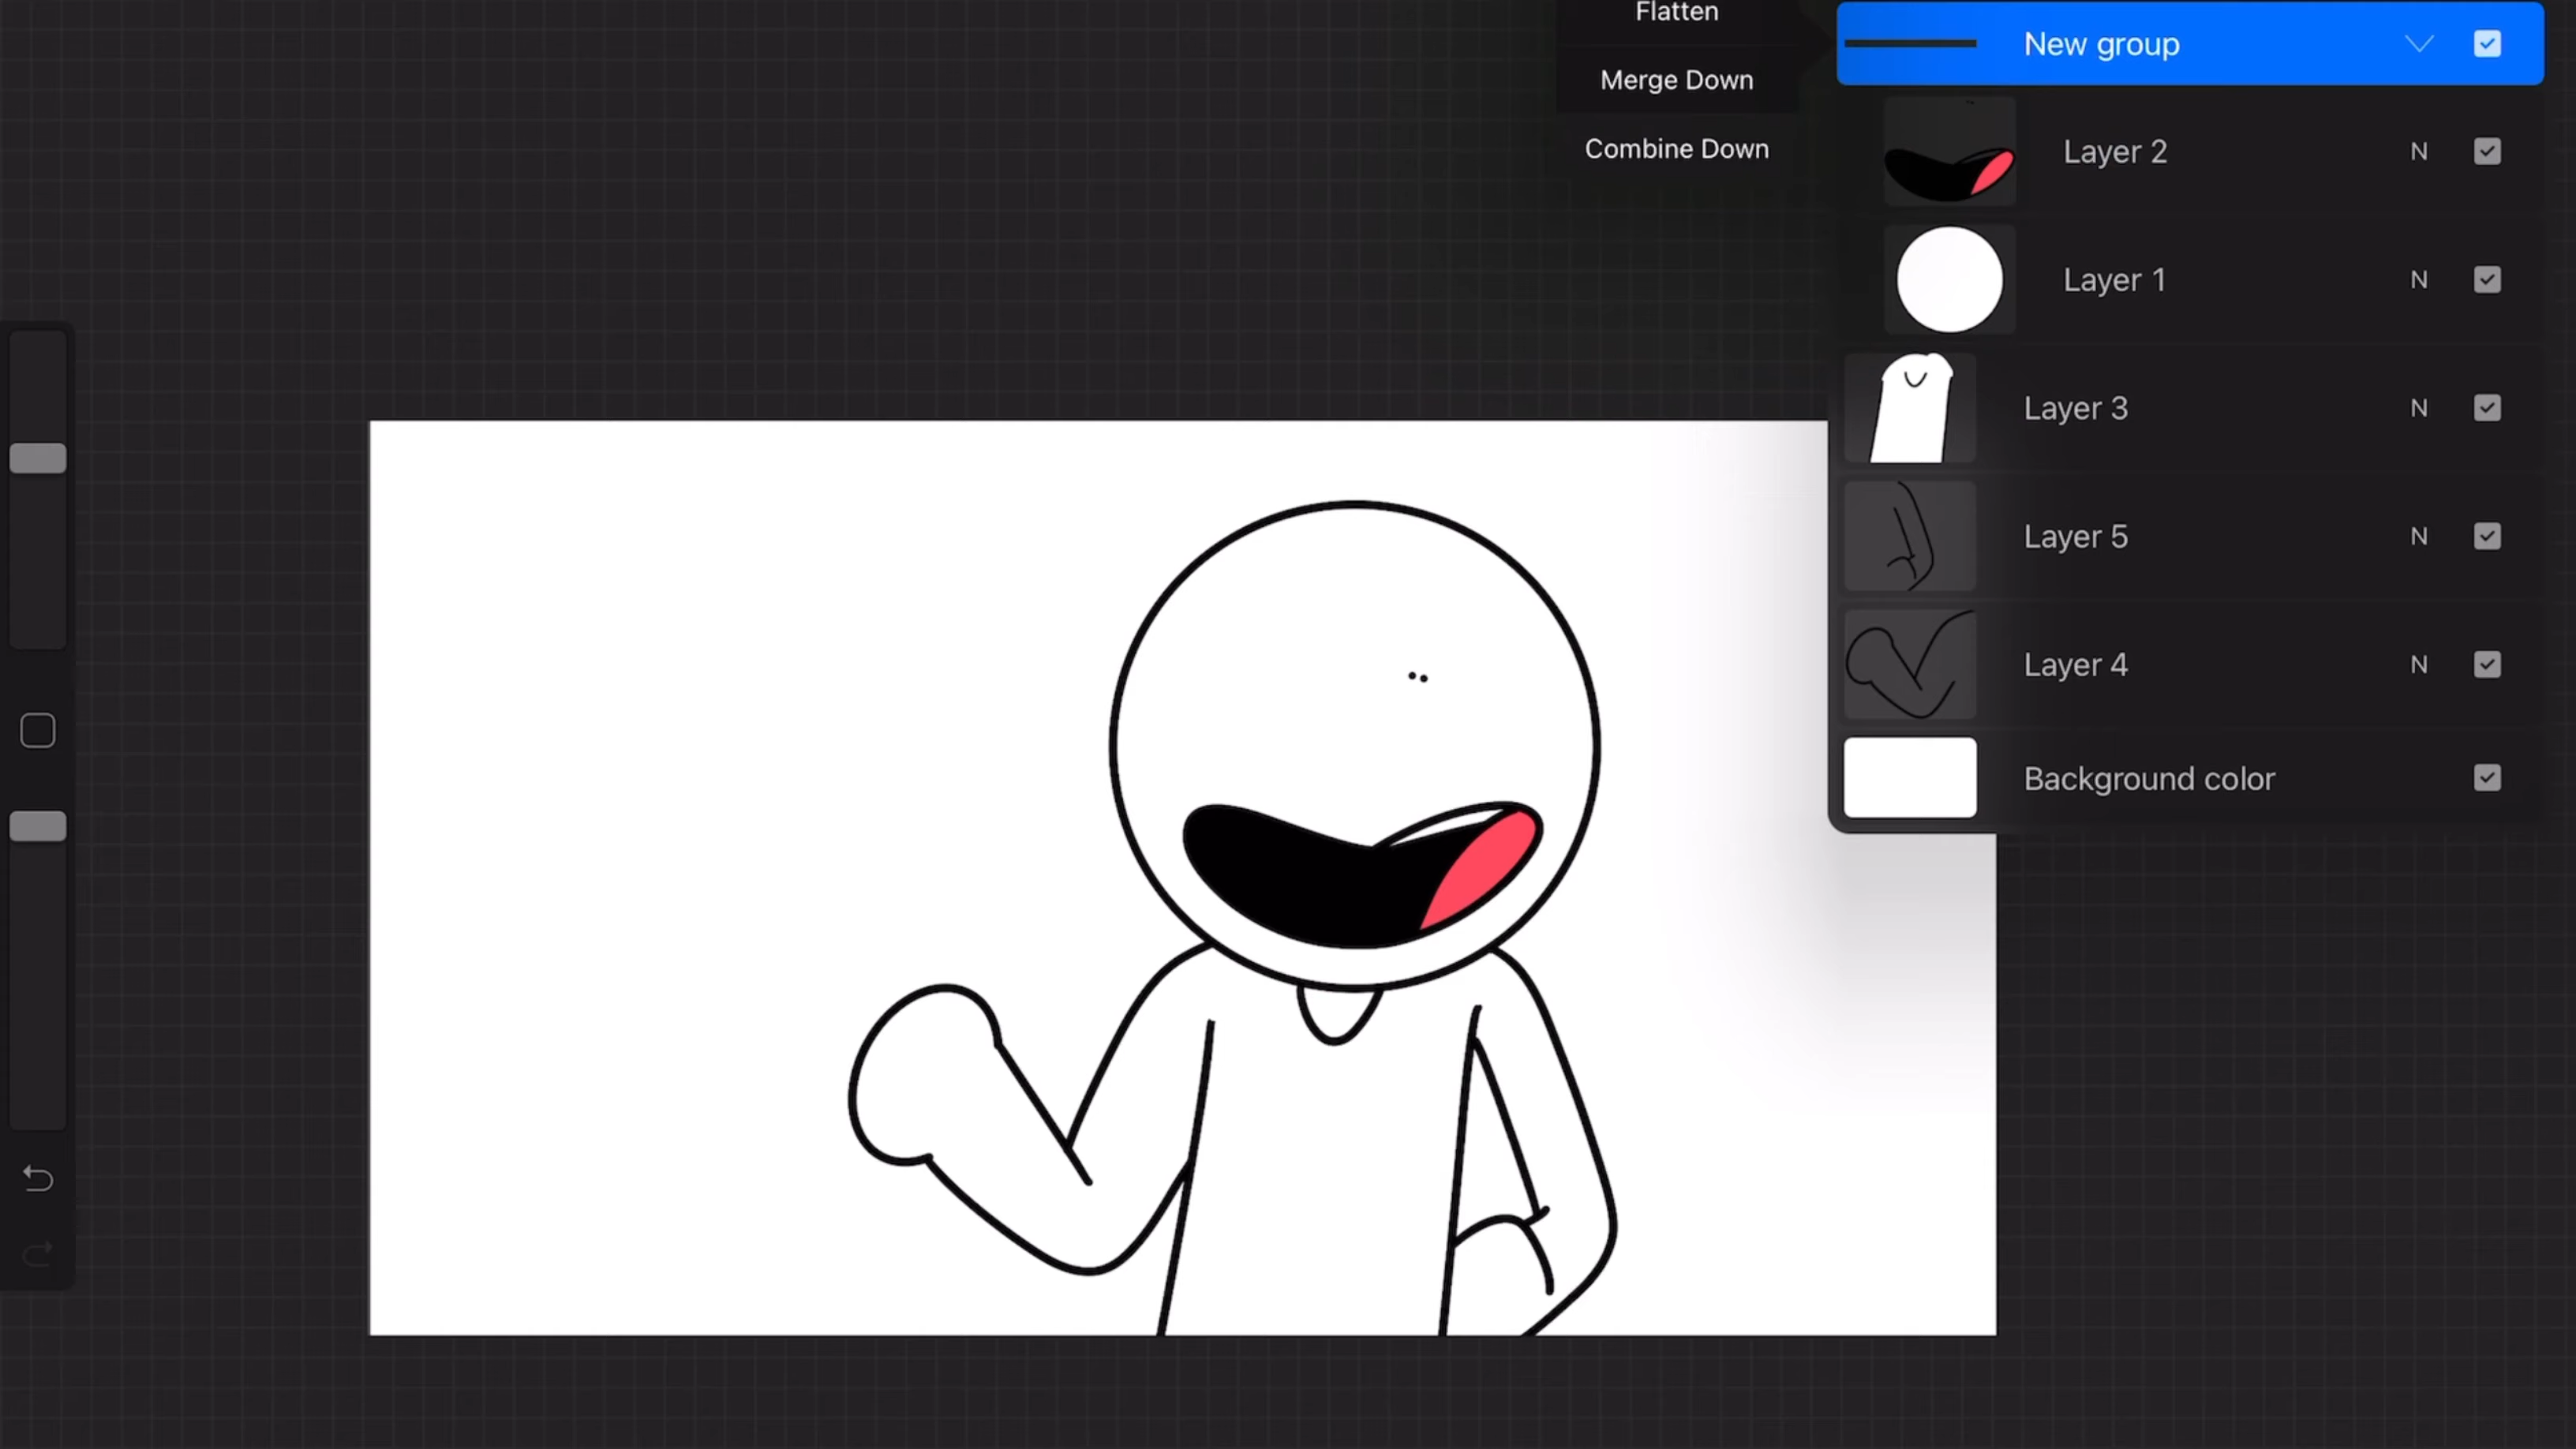 Flatten
Merge Down
Combine Down
New group
Layer 2 N
Layer 1 N
Layer 3 N
Layer 5 N
Layer 4 N
Background color